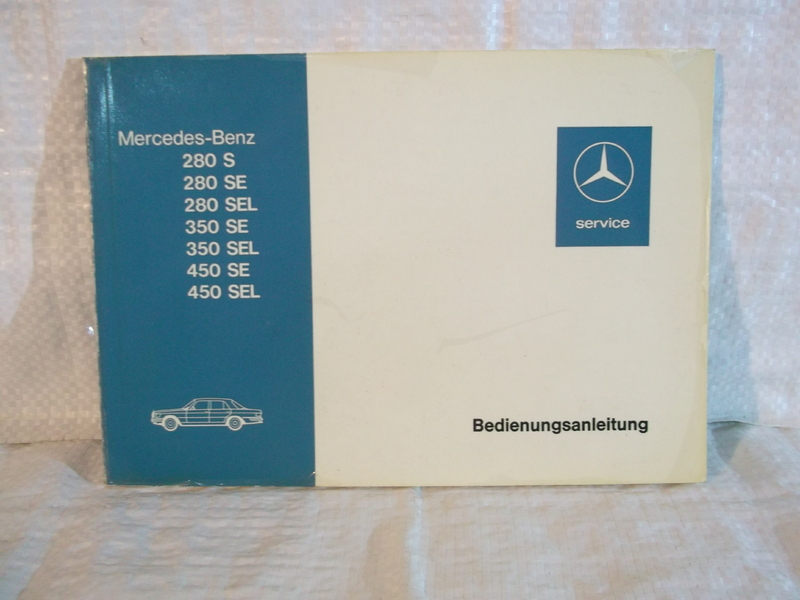 Mercedes-Benz
280 S
280 SE
280 SEL
350 SE
350 SEL
450 SE
450 SEL
service
Bedienungsanleitung